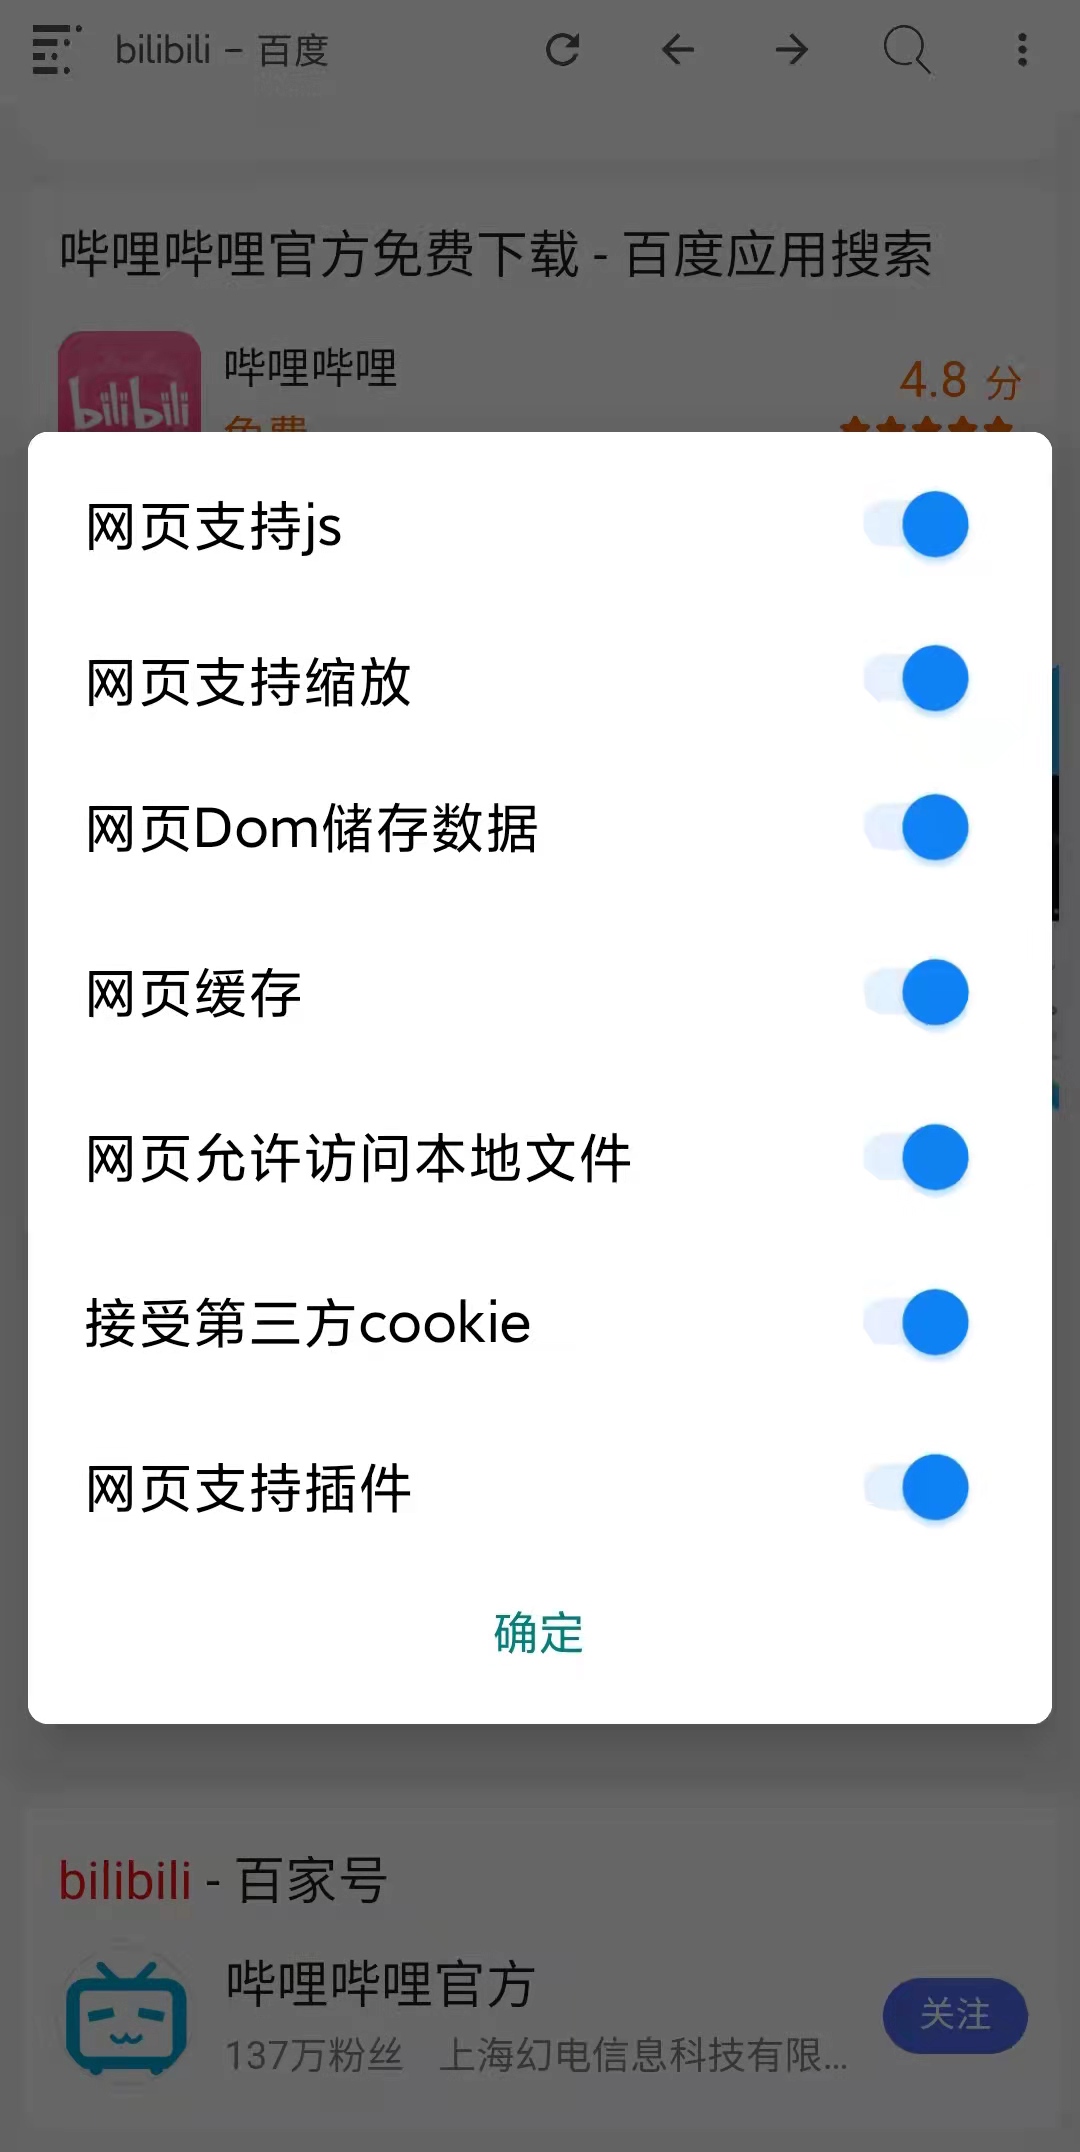 bilibili - 百度
哔哩哔哩官方免费下载 - 百度应用搜索
bilibili
哔哩哔哩
4.8 分
免费
网页支持js
网页支持缩放
网页Dom储存数据
网页缓存
网页允许访问本地文件
接受第三方cookie
网页支持插件
确定
bilibili - 百家号
哔哩哔哩官方
137万粉丝 上海幻电信息科技有限...
关注